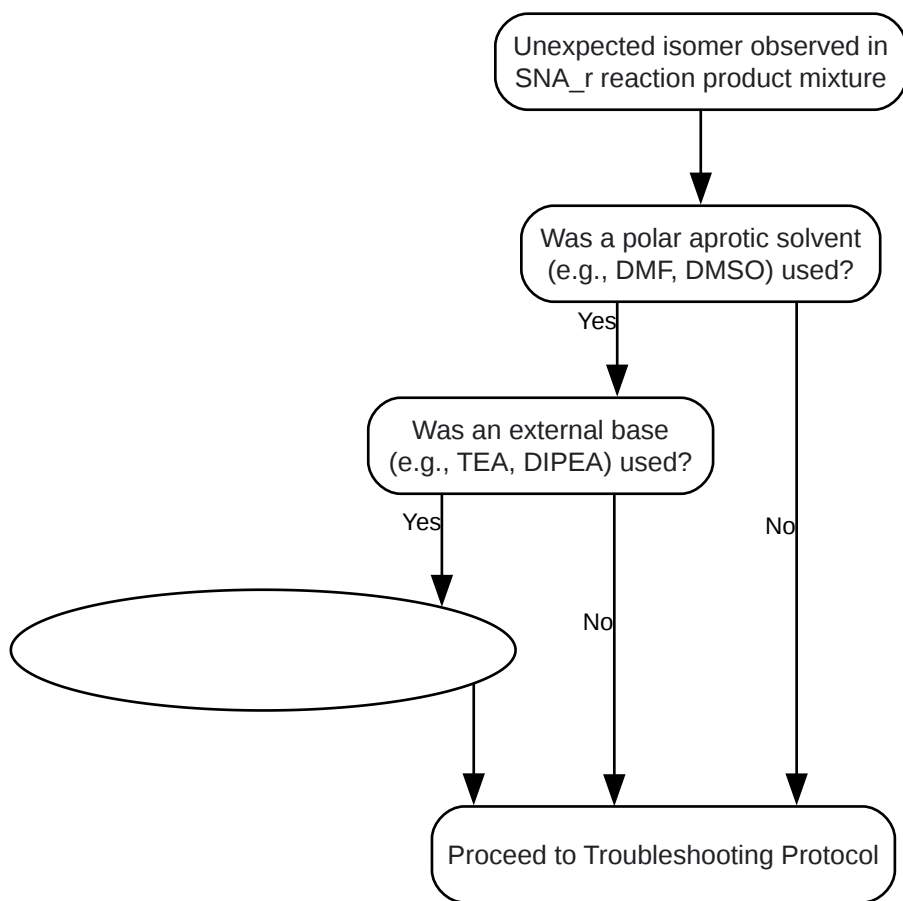 Unexpected isomer observed in
SNA_r reaction product mixture
Was a polar aprotic solvent
(e.g., DMF, DMSO) used?
Yes
Was an external base
(e.g., TEA, DIPEA) used?
Yes
No
No
Proceed to Troubleshooting Protocol